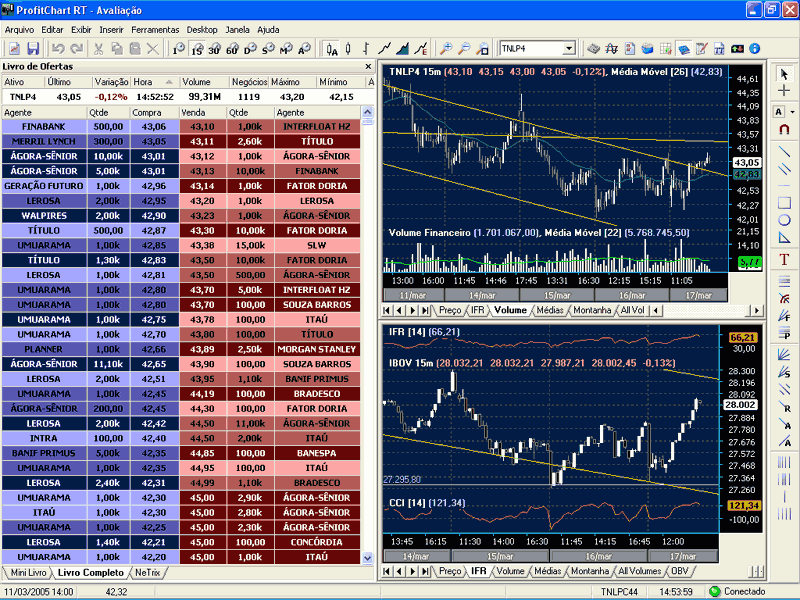 ProfitChart RT - Avaliação
Arquivo Editar Exibir Inserir Ferramentas Desktop Janela Ajuda
1 15 30 60 D S M A TNLP4
Livro de Ofertas
Ativo Último Variação Hora Volume Negócios Máximo Mínimo A
TNLP4 43,05 -0,12% 14:52:52 99,31M 1119 43,20 42,15
Agente Qtde Compra Venda Qtde Agente
FINABANK 500,00 43,06 43,10 1,00k INTERFLOAT HZ
MERRIL LYNCH 300,00 43,05 43,11 2,60k TÍTULO
ÁGORA-SÊNIOR 10,00k 43,01 43,12 1,00k ÁGORA-SÊNIOR
ÁGORA-SÊNIOR 5,00k 43,01 43,13 10,00k FINABANK
GERAÇÃO FUTURO 1,00k 42,96 43,14 1,00k FATOR DORIA
LEROSA 2,00k 42,95 43,20 1,00k LEROSA
WALPIRES 2,00k 42,90 43,23 1,00k ÁGORA-SÊNIOR
TÍTULO 500,00 42,87 43,30 10,00k FATOR DORIA
UMUARAMA 2,00k 42,85 43,38 15,00k SLW
TÍTULO 1,30k 42,83 43,50 10,00k FATOR DORIA
LEROSA 1,00k 42,81 43,50 500,00 ÁGORA-SÊNIOR
UMUARAMA 1,00k 42,80 43,70 5,00k INTERFLOAT HZ
UMUARAMA 1,00k 42,80 43,70 100,00 SOUZA BARROS
UMUARAMA 1,00k 42,75 43,78 100,00 ITAÚ
UMUARAMA 1,00k 42,70 43,80 100,00 TÍTULO
PLANNER 1,00k 42,66 43,89 2,50k MORGAN STANLEY
ÁGORA-SÊNIOR 11,10k 42,65 43,90 100,00 SOUZA BARROS
LEROSA 2,00k 42,51 43,95 1,10k BANIF PRIMUS
UMUARAMA 1,00k 42,45 44,19 100,00 BRADESCO
ÁGORA-SÊNIOR 200,00 42,45 44,30 100,00 FATOR DORIA
LEROSA 2,00k 42,42 44,50 11,00k ÁGORA-SÊNIOR
INTRA 100,00 42,40 44,50 2,00k ITAÚ
BANIF PRIMUS 5,00k 42,35 44,85 100,00 BANESPA
UMUARAMA 1,00k 42,35 44,95 100,00 ITAÚ
LEROSA 2,40k 42,31 44,99 1,10k BRADESCO
UMUARAMA 1,00k 42,30 45,00 2,90k ÁGORA-SÊNIOR
ITAÚ 1,00k 42,30 45,00 2,80k ÁGORA-SÊNIOR
UMUARAMA 1,00k 42,25 45,00 2,30k ÁGORA-SÊNIOR
LEROSA 1,40k 42,21 45,00 100,00 CONCÓRDIA
UMUARAMA 1,00k 42,20 45,00 1,00k ITAÚ
Mini Livro Livro Completo NeTrix
TNLP4 15m (43,10 43,15 43,00 43,05 -0,12%), Média Móvel [26] (42,83)
44,61
44,35
44,09
43,83
43,57
43,31
43,05
42,83
42,53
42,27
42,01
Volume Financeiro (1.701.067,00), Média Móvel [22] (5.768.745,50)
21,15
14,10
5,77
13:00 16:00 11:45 14:46 17:45 13:31 16:30 12:15 15:15 11:05
11/mar 14/mar 15/mar 16/mar 17/mar
Preço IFR Volume Médias Montanha All Vol
IFR [14] (66,21)
66,21
30,00
IBOV 15m (28.032,21 28.032,21 27.987,21 28.002,45 -0,13%)
28.300
28.196
28.092
28.002
27.884
27.780
27.676
27.572
27.468
27.364
27.260
27.295,80
CCI [14] (121,34)
121,34
-100,00
13:45 16:15 11:30 14:00 16:30 11:45 14:15 16:45 12:00
14/mar 15/mar 16/mar 17/mar
Preço IFR Volume Médias Montanha All Volumes OBV
11/03/2005 14:00 42,32 TNLPC44 14:53:59 Conectado